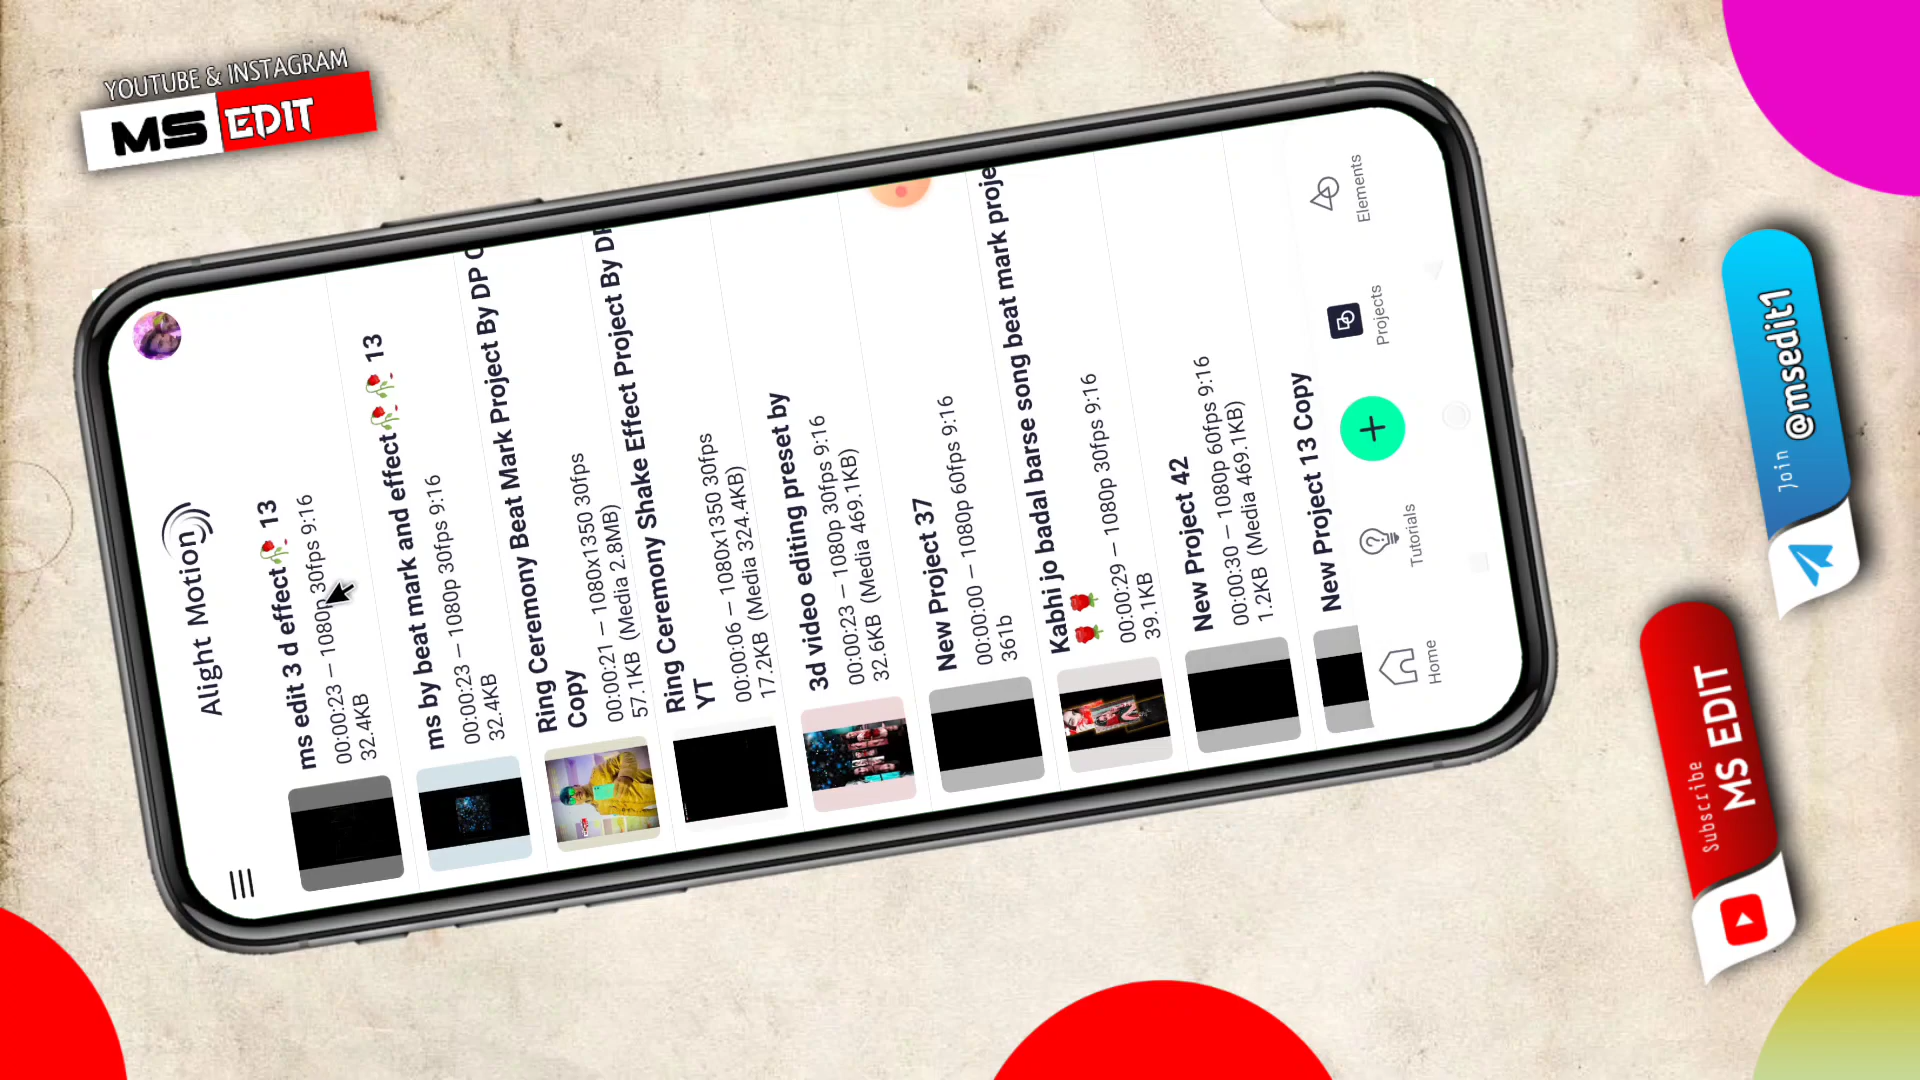 YOUTUBE & INSTAGRAM
MS EDIT
Alight Motion
ms edit 3 d effect🥀 13
00:00:23 – 1080p 30fps 9:16
32.4KB
ms by beat mark and effect🥀🥀 13
00:00:23 – 1080p 30fps 9:16
32.4KB
Ring Ceremony Beat Mark Project By DP
Copy
00:00:21 – 1080x1350 30fps
57.1KB (Media 2.8MB)
Ring Ceremony Shake Effect Project By
YT
00:00:06 – 1080x1350 30fps
17.2KB (Media 324.4KB)
3d video editing preset by
00:00:23 – 1080p 30fps 9:16
32.6KB (Media 469.1KB)
New Project 37
00:00:00 – 1080p 60fps 9:16
361b
Kabhi jo badal barse song beat mark proje
🌹🌹
00:00:29 – 1080p 30fps 9:16
39.1KB
New Project 42
00:00:30 – 1080p 60fps 9:16
1.2KB (Media 469.1KB)
New Project 13 Copy
Home
Tutorials
Projects
Elements
Join @msedit1
Subscribe
MS EDIT